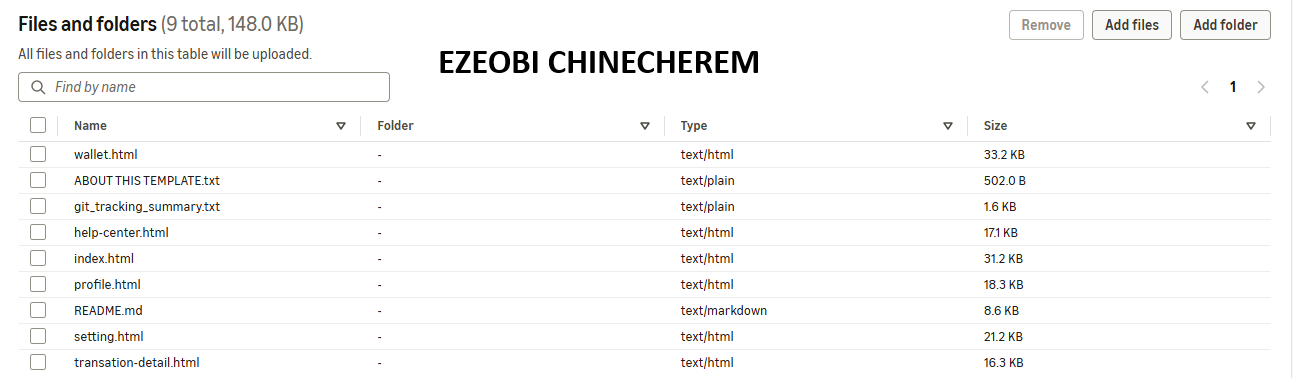 Files and folders (9 total, 148.0 KB)
Remove Add files Add folder
All files and folders in this table will be uploaded.
EZEOBI CHINECHEREM
Find by name
1
Name Folder Type Size
wallet.html - text/html 33.2 KB
ABOUT THIS TEMPLATE.txt - text/plain 502.0 B
git_tracking_summary.txt - text/plain 1.6 KB
help-center.html - text/html 17.1 KB
index.html - text/html 31.2 KB
profile.html - text/html 18.3 KB
README.md - text/markdown 8.6 KB
setting.html - text/html 21.2 KB
transation-detail.html - text/html 16.3 KB